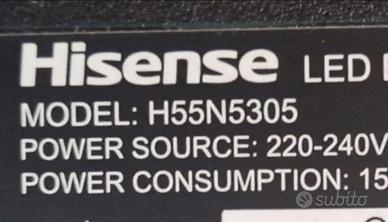 Hisense LED
MODEL: H55N5305
POWER SOURCE: 220-240V
POWER CONSUMPTION: 15
subito